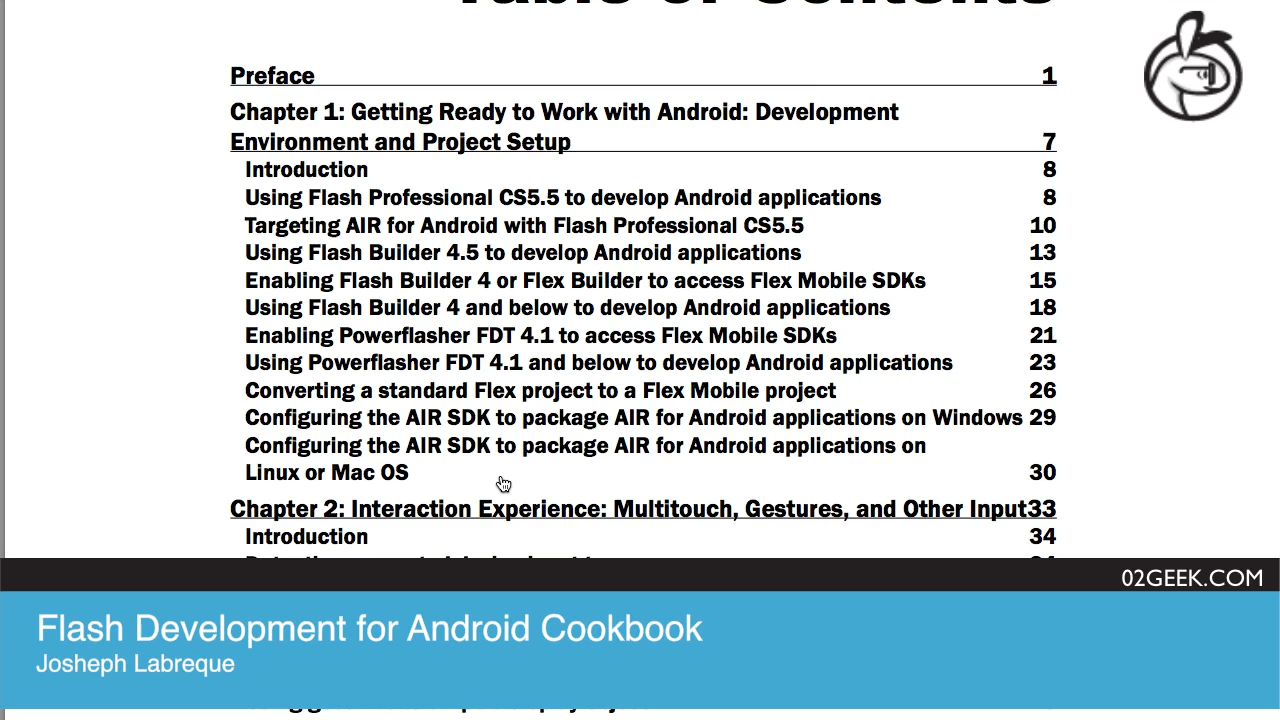 Table of Contents
Preface 1
Chapter 1: Getting Ready to Work with Android: Development
Environment and Project Setup 7
Introduction 8
Using Flash Professional CS5.5 to develop Android applications 8
Targeting AIR for Android with Flash Professional CS5.5 10
Using Flash Builder 4.5 to develop Android applications 13
Enabling Flash Builder 4 or Flex Builder to access Flex Mobile SDKs 15
Using Flash Builder 4 and below to develop Android applications 18
Enabling Powerflasher FDT 4.1 to access Flex Mobile SDKs 21
Using Powerflasher FDT 4.1 and below to develop Android applications 23
Converting a standard Flex project to a Flex Mobile project 26
Configuring the AIR SDK to package AIR for Android applications on Windows 29
Configuring the AIR SDK to package AIR for Android applications on
Linux or Mac OS 30
Chapter 2: Interaction Experience: Multitouch, Gestures, and Other Input33
Introduction 34
02GEEK.COM
Flash Development for Android Cookbook
Josheph Labreque